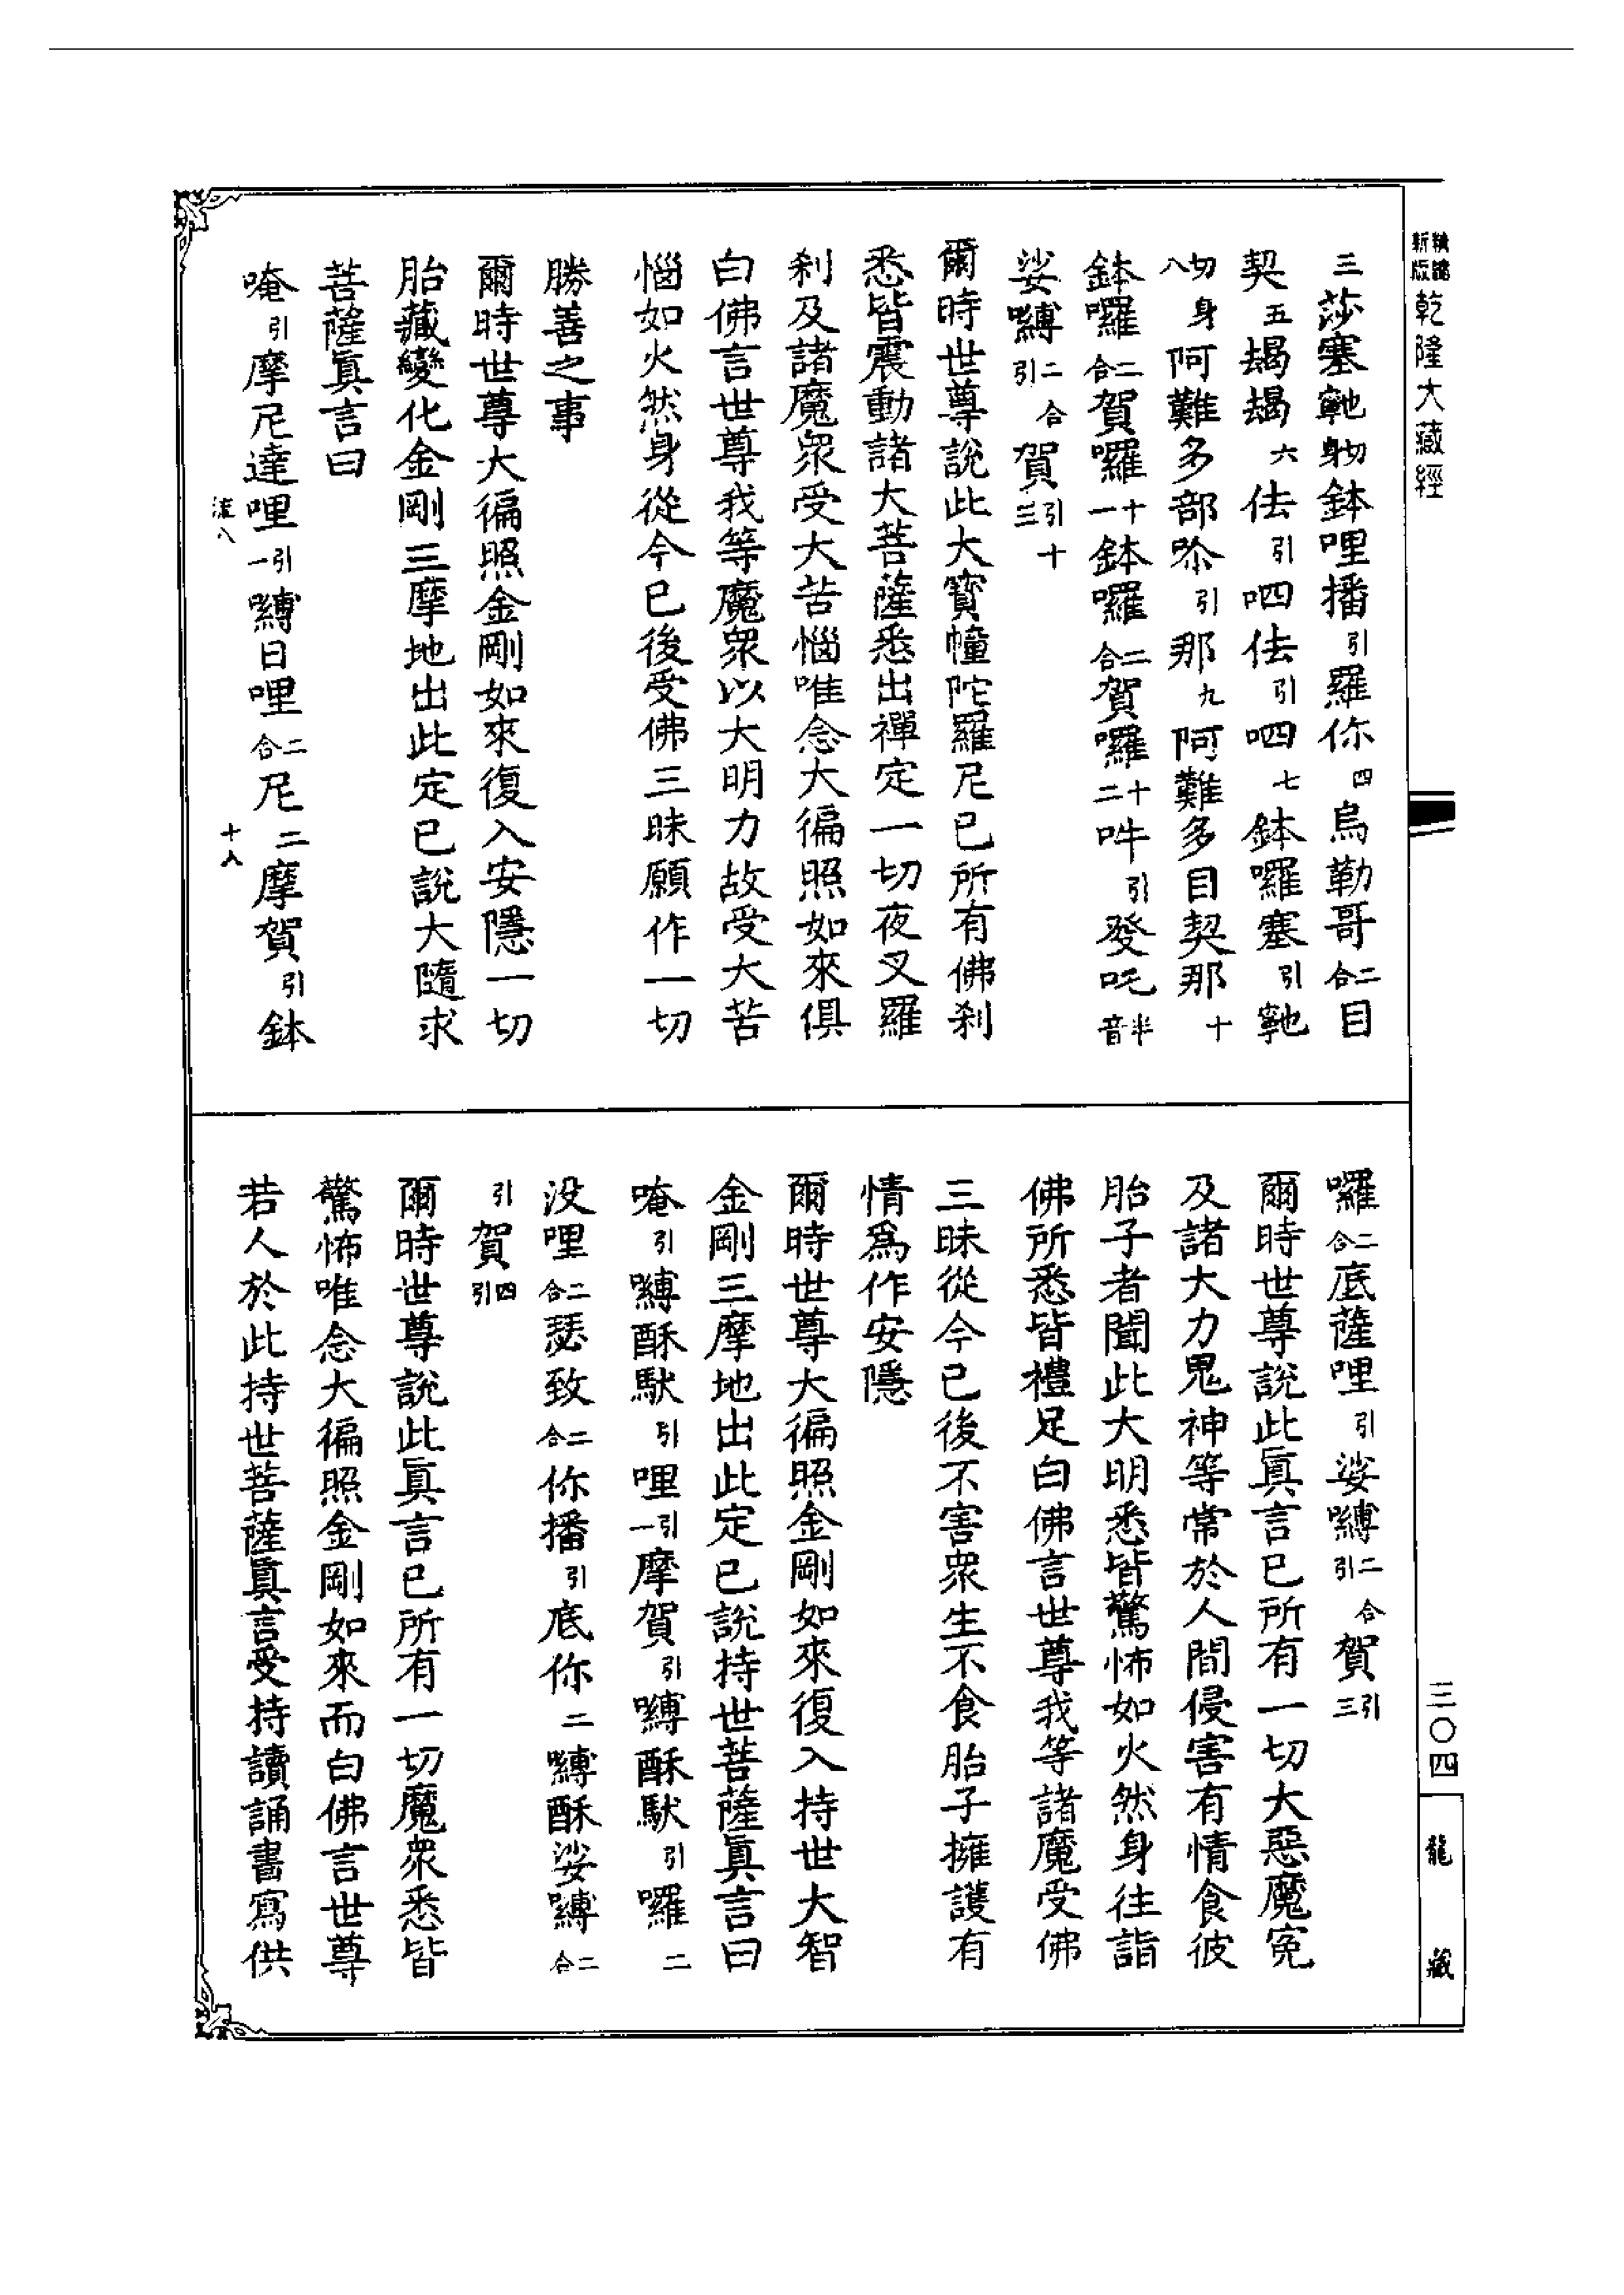 新版精譌乾隆大藏經
三莎塞䡖身切鉢哩播引羅你四烏勒哥二合目
契五朅朅六佉引呬佉引呬七鉢囉塞引䡖
切身八阿難多部哆引那九阿難多目契那十
鉢囉二合賀囉十一鉢囉二合賀囉十二吽引發吒半音
娑嚩二合引賀引十三
爾時世尊說此大寶幢陀羅尼已所有佛刹
悉皆震動諸大菩薩悉出禪定一切夜叉羅
刹及諸魔衆受大苦惱唯念大徧照如來俱
白佛言世尊我等魔衆以大明力故受大苦
惱如火然身從今已後受佛三昧願作一切
勝善之事
爾時世尊大徧照金剛如來復入安隱一切
胎藏變化金剛三摩地出此定已說大隨求
菩薩眞言曰
唵引摩尼達哩引一嚩日哩二合尼二摩賀引鉢
十八
囉二合底薩哩引娑嚩二合引賀引三
爾時世尊說此眞言已所有一切大惡魔寃
及諸大力鬼神等常於人間侵害有情食彼
胎子者聞此大明悉皆驚怖如火然身往詣
佛所悉皆禮足白佛言世尊我等諸魔受佛
三昧從今已後不害衆生不食胎子擁護有
情爲作安隱
爾時世尊大徧照金剛如來復入持世大智
金剛三摩地出此定已說持世菩薩眞言曰
唵引嚩酥馱引哩引一摩賀引嚩酥馱引囉二
没哩二合瑟致二合你播引底你二嚩酥娑嚩二合
引賀引四
爾時世尊說此眞言已所有一切魔衆悉皆
驚怖唯念大徧照金剛如來而白佛言世尊
若人於此持世菩薩眞言受持讀誦書寫供
三〇四
龍藏